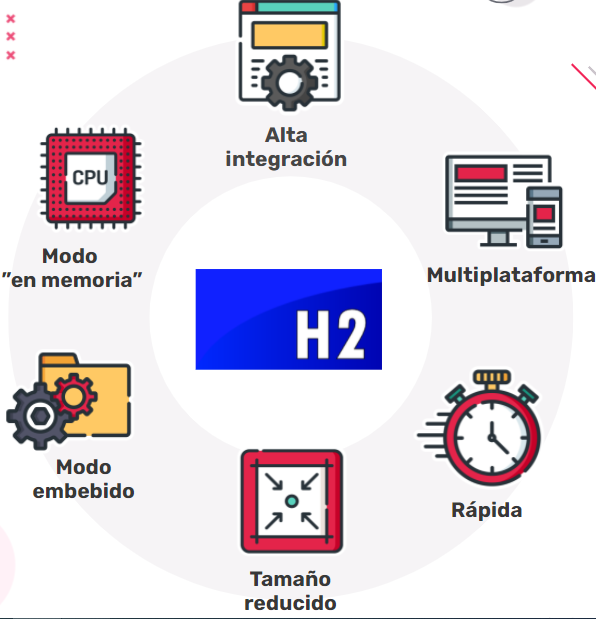 Alta
integración
CPU
Modo
”en memoria”
Multiplataforma
H2
Modo
embebido
Rápida
Tamaño
reducido